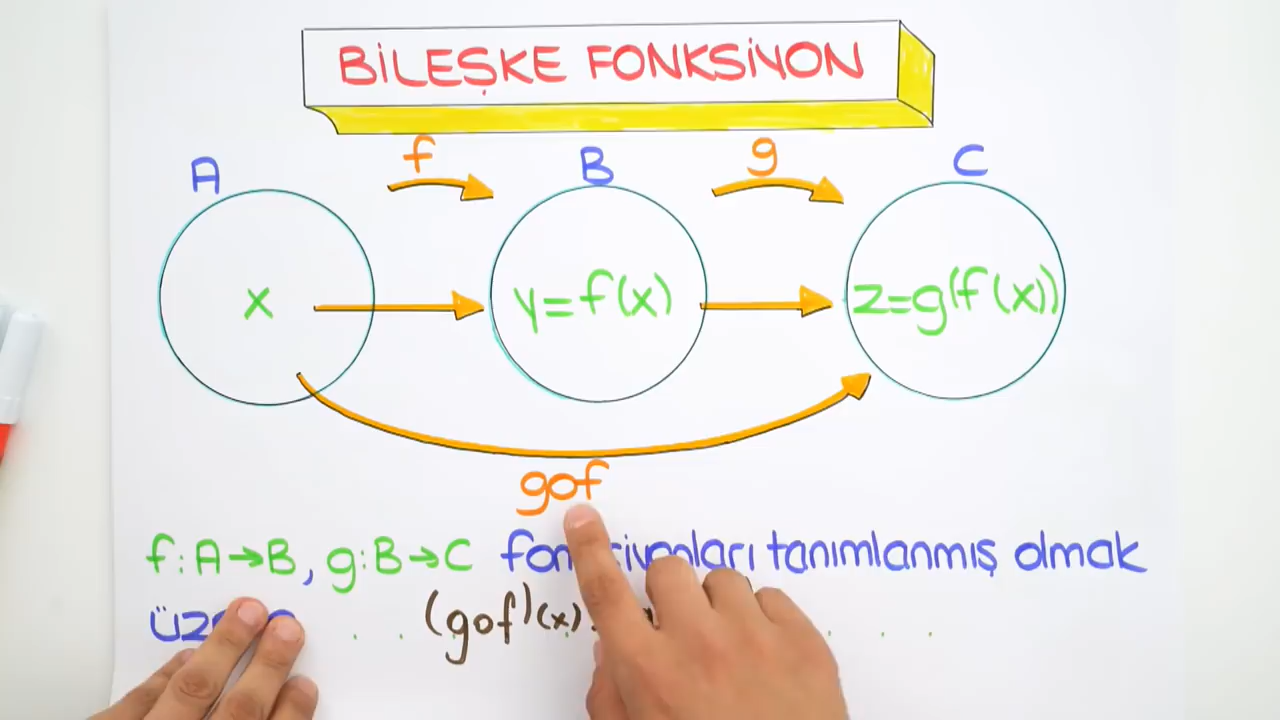 BİLEŞKE FONKSİYON
A f B g C
x y=f(x) z=g(f(x))
gof
f:A→B, g:B→C tanımlanmış olmak
(gof)(x)